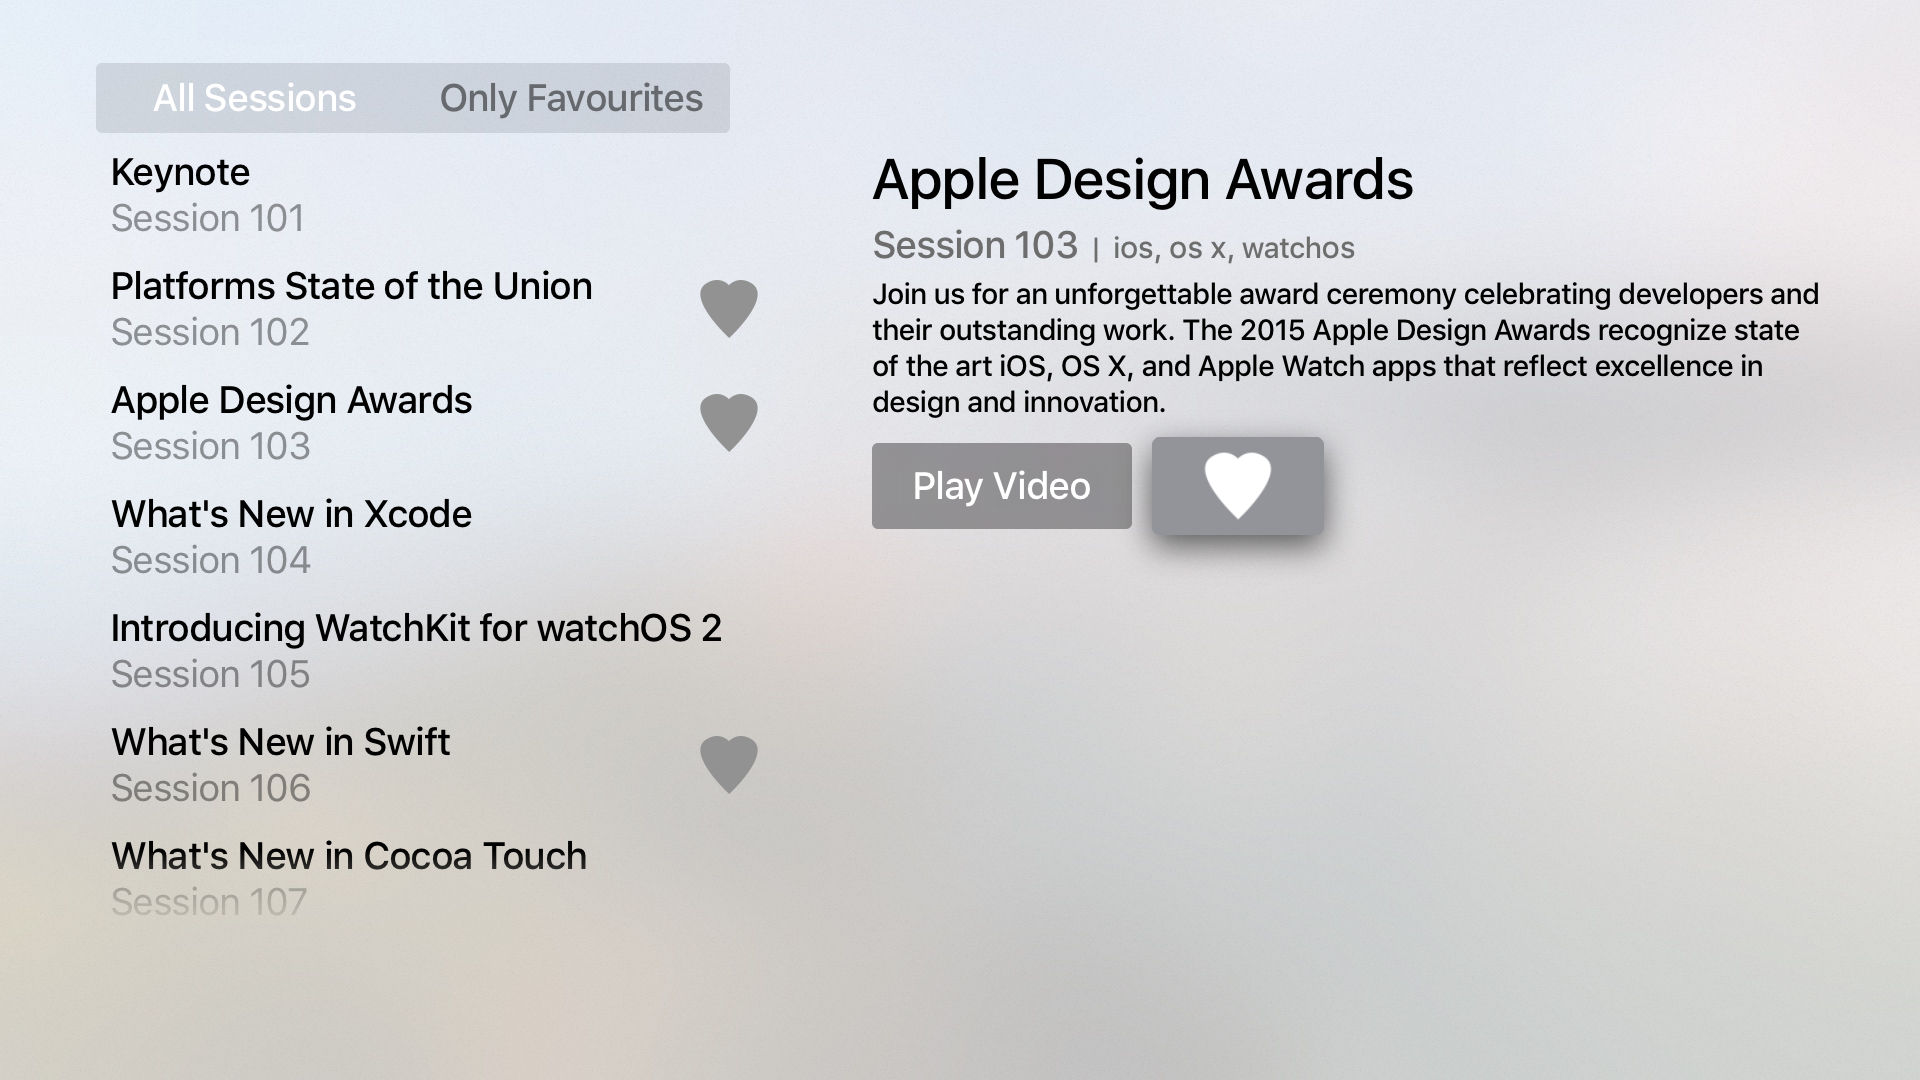 All Sessions
Only Favourites
Keynote
Session 101
Platforms State of the Union
Session 102
Apple Design Awards
Session 103
What's New in Xcode
Session 104
Introducing WatchKit for watchOS 2
Session 105
What's New in Swift
Session 106
What's New in Cocoa Touch
Session 107
Apple Design Awards
Session 103 | ios, os x, watchos
Join us for an unforgettable award ceremony celebrating developers and
their outstanding work. The 2015 Apple Design Awards recognize state
of the art iOS, OS X, and Apple Watch apps that reflect excellence in
design and innovation.
Play Video